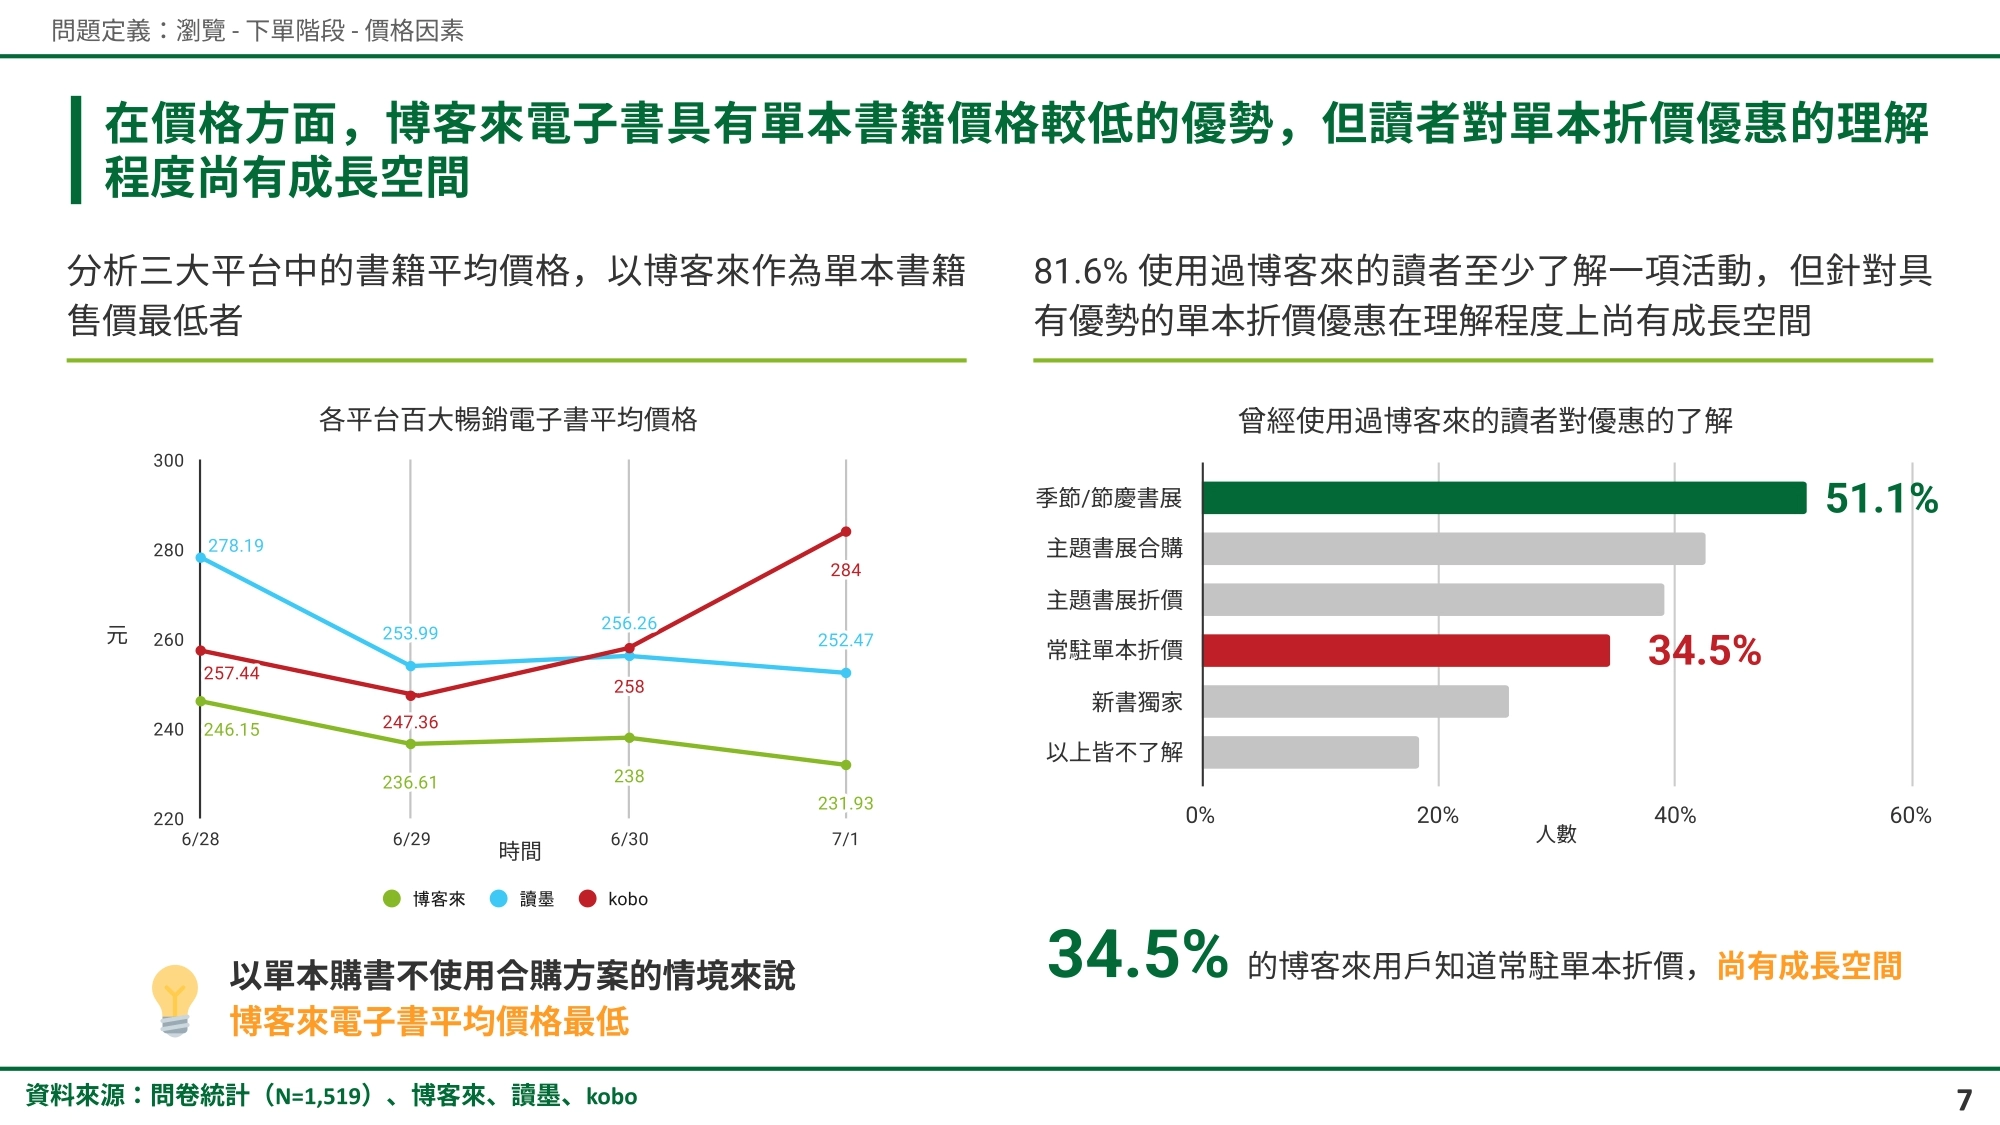 問題定義：瀏覽 - 下單階段 - 價格因素
在價格方面，博客來電子書具有單本書籍價格較低的優勢，但讀者對單本折價優惠的理解
程度尚有成長空間
分析三大平台中的書籍平均價格，以博客來作為單本書籍
售價最低者
各平台百大暢銷電子書平均價格
300
280
260
240
220
元
278.19
253.99
256.26
252.47
257.44
247.36
258
284
246.15
236.61
238
231.93
6/28
6/29
6/30
7/1
時間
博客來
讀墨
kobo
以單本購書不使用合購方案的情境來說
博客來電子書平均價格最低
81.6% 使用過博客來的讀者至少了解一項活動，但針對具
有優勢的單本折價優惠在理解程度上尚有成長空間
曾經使用過博客來的讀者對優惠的了解
季節/節慶書展
51.1%
主題書展合購
主題書展折價
常駐單本折價
34.5%
新書獨家
以上皆不了解
0%
20%
40%
60%
人數
34.5% 的博客來用戶知道常駐單本折價，尚有成長空間
資料來源：問卷統計（N=1,519）、博客來、讀墨、kobo
7